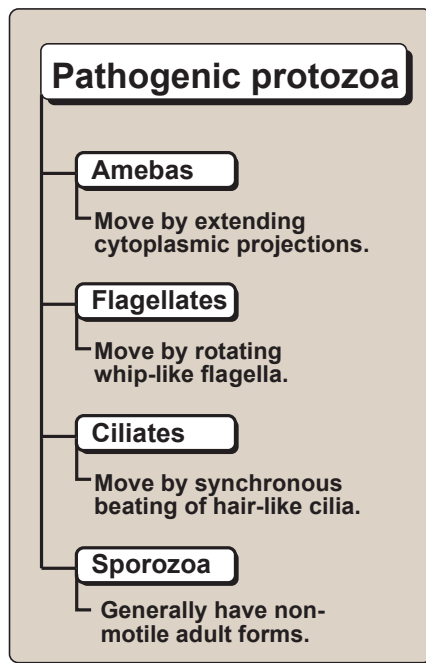 Pathogenic protozoa
Amebas
Move by extending
cytoplasmic projections.
Flagellates
Move by rotating
whip-like flagella.
Ciliates
Move by synchronous
beating of hair-like cilia.
Sporozoa
Generally have non-
motile adult forms.